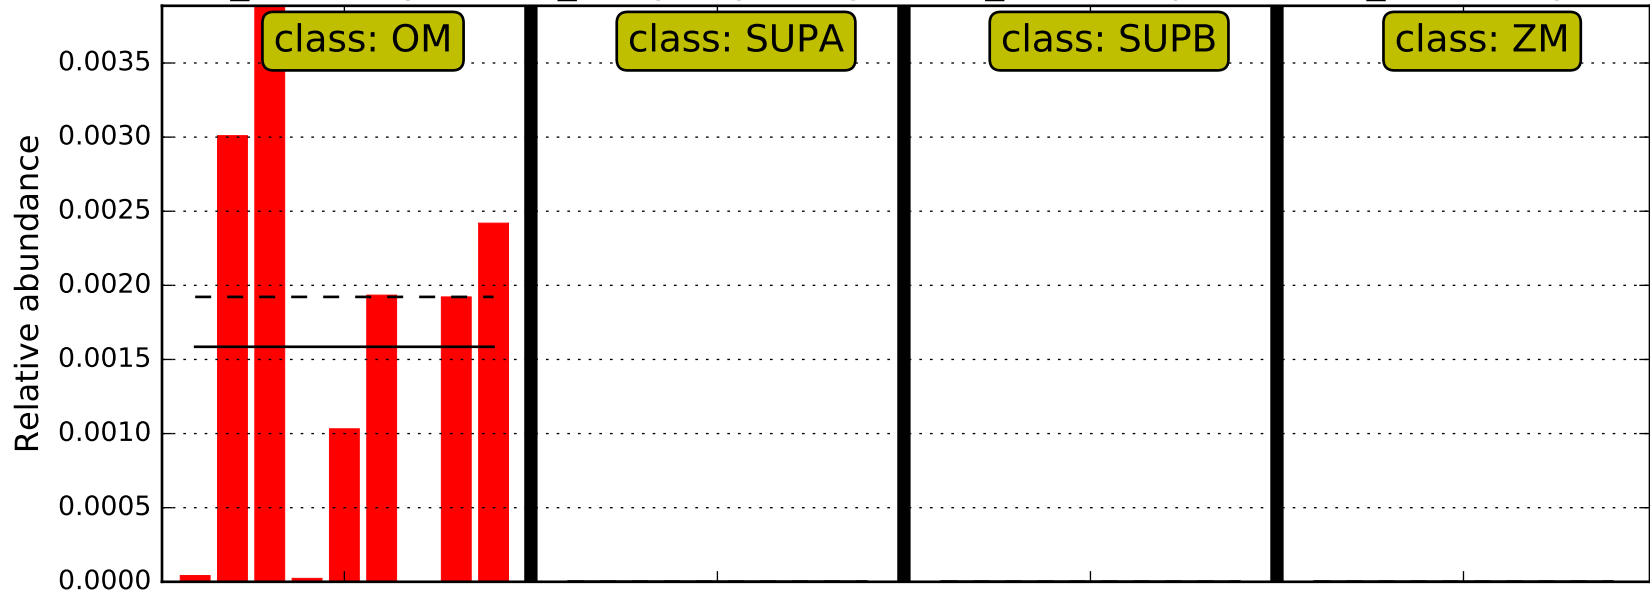 class: OM
class: SUPA
class: SUPB
class: ZM
Relative abundance
0.0035
0.0030
0.0025
0.0020
0.0015
0.0010
0.0005
0.0000